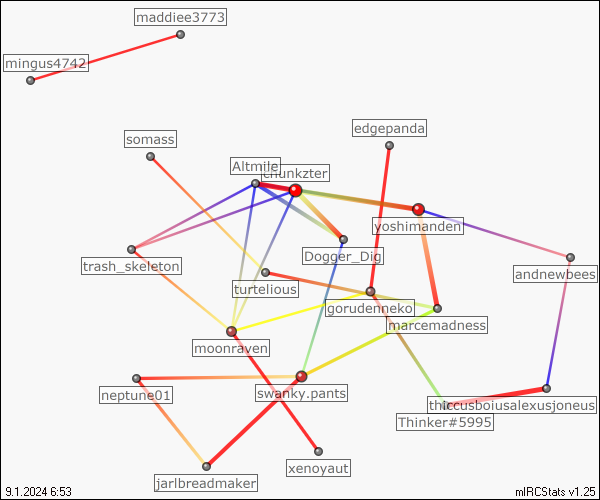 maddiee3773
mingus4742
edgepanda
somass
Altmile
chunkzter
yoshimanden
Dogger_Dig
trash_skeleton
andnewbees
turtelious
gorudenneko
marcemadness
moonraven
swanky.pants
neptune01
thiccusboiusalexusjoneus
Thinker#5995
xenoyaut
jarlbreadmaker
9.1.2024 6:53
mIRCStats v1.25